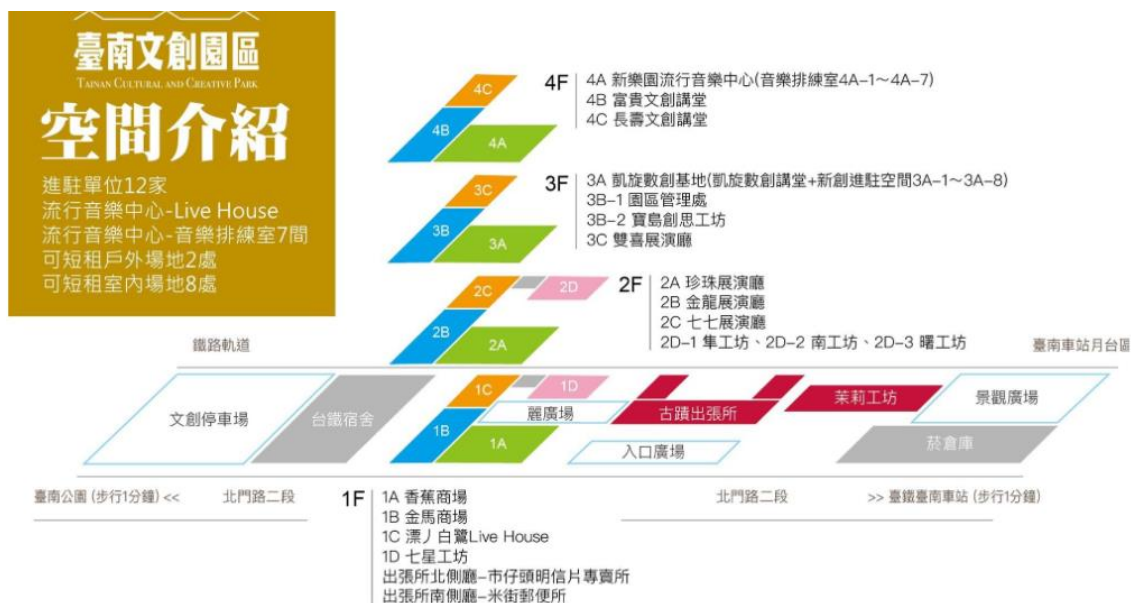 臺南文創園區
TAINAN CULTURAL AND CREATIVE PARK
空間介紹
進駐單位12家
流行音樂中心-Live House
流行音樂中心-音樂排練室7間
可短租戶外場地2處
可短租室內場地8處
4C
4B
4A
4F
4A 新樂園流行音樂中心(音樂排練室4A-1～4A-7)
4B 富貴文創講堂
4C 長壽文創講堂
3C
3B
3A
3F
3A 凱旋數創基地(凱旋數創講堂+新創進駐空間3A-1～3A-8)
3B-1 園區管理處
3B-2 寶島創思工坊
3C 雙喜展演廳
2C
2D
2B
2A
2F
2A 珍珠展演廳
2B 金龍展演廳
2C 七七展演廳
2D-1 隼工坊、2D-2 南工坊、2D-3 曙工坊
鐵路軌道
臺南車站月台區
文創停車場
台鐵宿舍
1C
1D
1B
1A
麗廣場
古蹟出張所
茉莉工坊
景觀廣場
入口廣場
菸倉庫
臺南公園 (步行1分鐘) <<
北門路二段
北門路二段
>> 臺鐵臺南車站 (步行1分鐘)
1F
1A 香蕉商場
1B 金馬商場
1C 漂丿白鷺Live House
1D 七星工坊
出張所北側廳–市仔頭明信片專賣所
出張所南側廳–米街郵便所